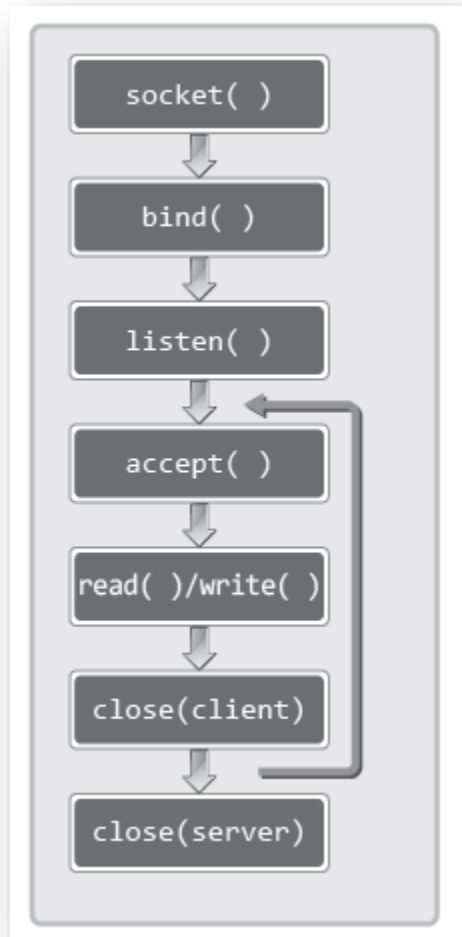 socket( )
bind( )
listen( )
accept( )
read( )/write( )
close(client)
close(server)